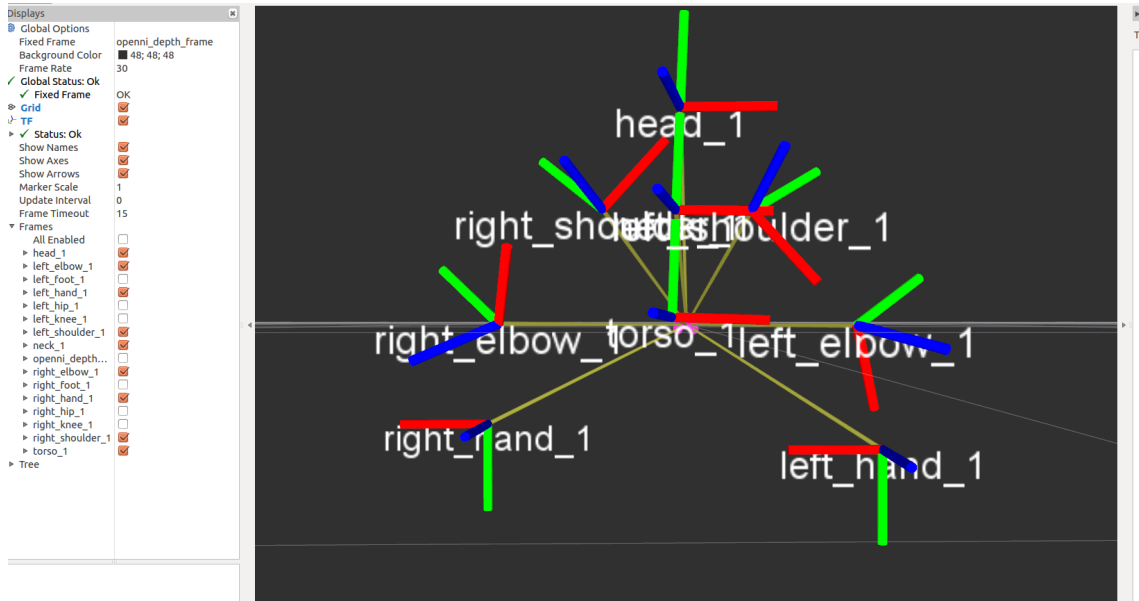 Displays
Global Options
Fixed Frame openni_depth_frame
Background Color 48; 48; 48
Frame Rate 30
Global Status: Ok
Fixed Frame OK
Grid
TF
Status: Ok
Show Names
Show Axes
Show Arrows
Marker Scale 1
Update Interval 0
Frame Timeout 15
Frames
All Enabled
head_1
left_elbow_1
left_foot_1
left_hand_1
left_hip_1
left_knee_1
left_shoulder_1
neck_1
openni_depth...
right_elbow_1
right_foot_1
right_hand_1
right_hip_1
right_knee_1
right_shoulder_1
torso_1
Tree
head_1
left_shoulder_1
right_elbow_1
torso_1
left_elbow_1
right_hand_1
left_hand_1